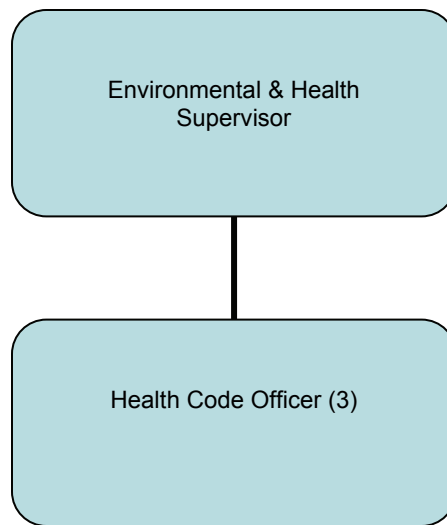 Environmental & Health
Supervisor
Health Code Officer (3)